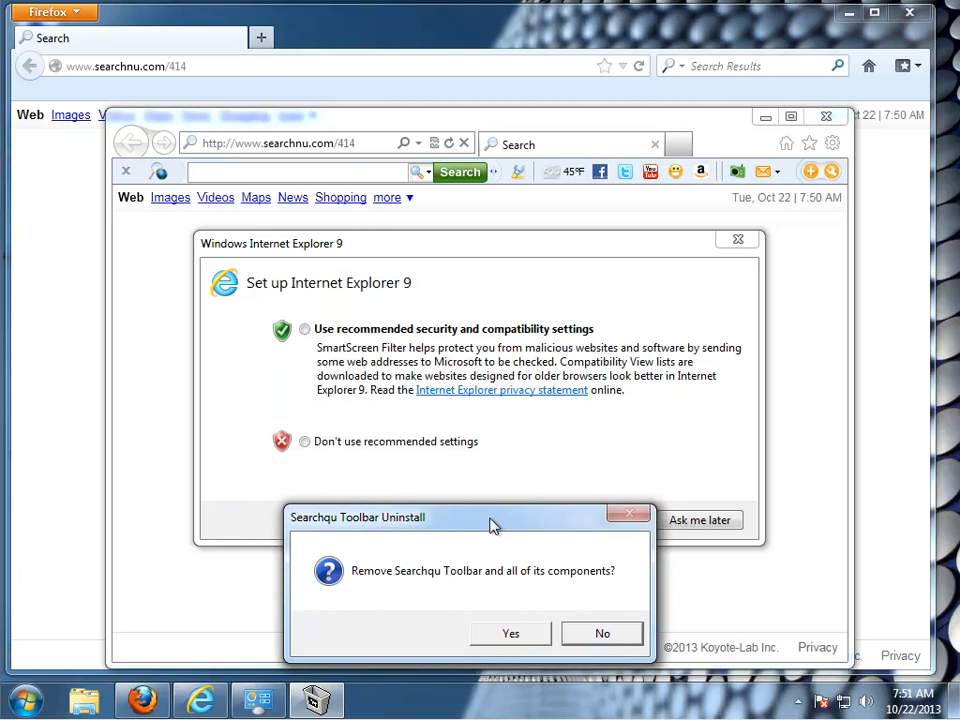 Firefox
Search
www.searchnu.com/414
Search Results
Web Images
ct 22 | 7:50 AM
http://www.searchnu.com/414
Search
Search
45°F
You Tube
Web Images Videos Maps News Shopping more ▼
Tue, Oct 22 | 7:50 AM
Windows Internet Explorer 9
Set up Internet Explorer 9
Use recommended security and compatibility settings
SmartScreen Filter helps protect you from malicious websites and software by sending
some web addresses to Microsoft to be checked. Compatibility View lists are
downloaded to make websites designed for older browsers look better in Internet
Explorer 9. Read the Internet Explorer privacy statement online.
Don't use recommended settings
Ask me later
Searchqu Toolbar Uninstall
Remove Searchqu Toolbar and all of its components?
Yes
No
©2013 Koyote-Lab Inc. Privacy
c. Privacy
7:51 AM
10/22/2013